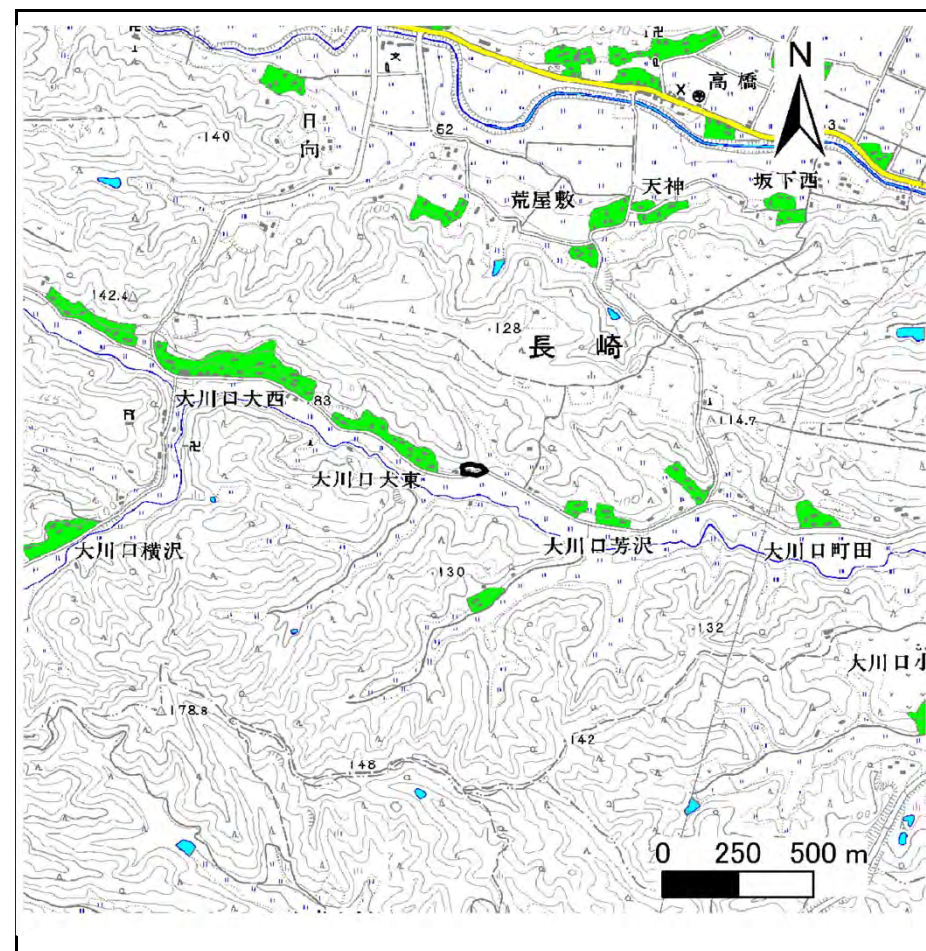 N
高橋
3
62
日向
140
坂下西
天神
荒屋敷
142.4
128
長崎
大川口大西
83
114.7
大川口大東
大川口横沢
大川口芳沢
大川口町田
130
132
大川口小
178.8
142
148
0 250 500 m